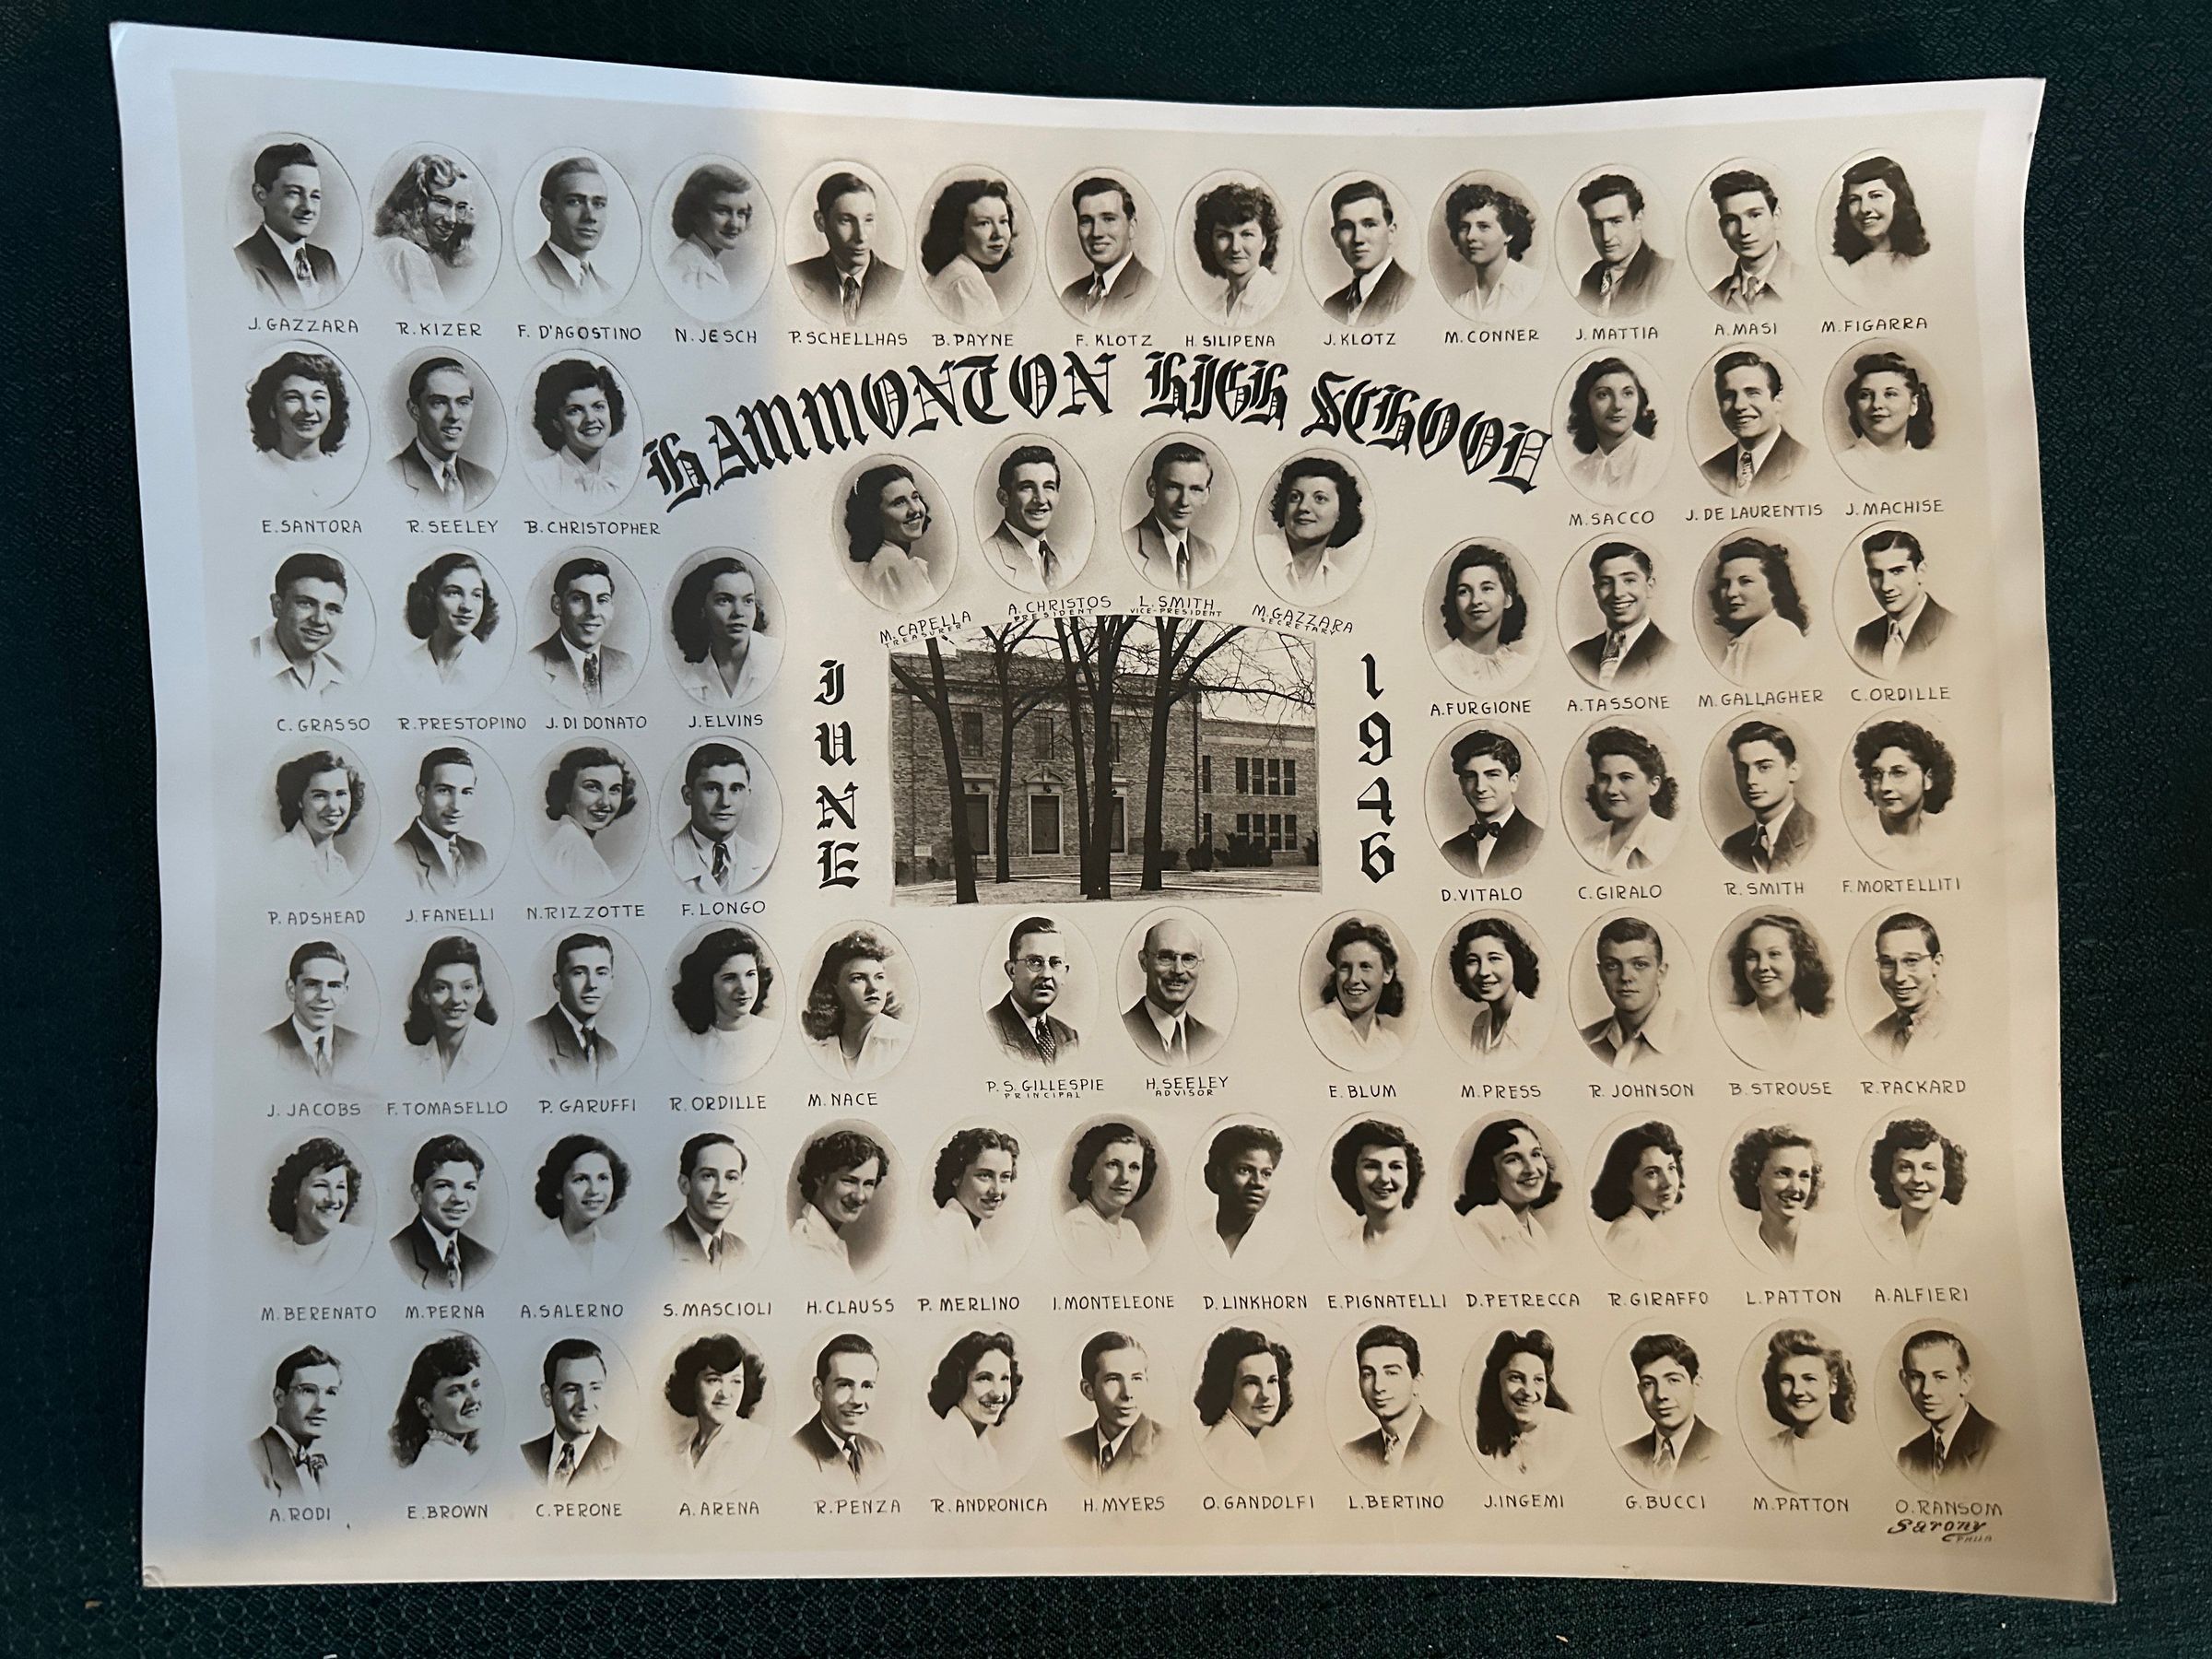 J. GAZZARA R. KIZER F. D'AGOSTINO N. JESCH P. SCHELLHAS B. PAYNE F. KLOTZ H. SILIPENA J. KLOTZ M. CONNER J. MATTIA A. MASI M. FIGARRA
HAMMONTON HIGH SCHOOL
E. SANTORA R. SEELEY B. CHRISTOPHER
M. SACCO J. DE LAURENTIS J. MACHISE
M. CAPELLA A. CHRISTOS L. SMITH M. GAZZARA
TREASURER PRESIDENT VICE-PRESIDENT SECRETARY
C. GRASSO R. PRESTOPINO J. DI DONATO J. ELVINS
A. FURGIONE A. TASSONE M. GALLAGHER C. ORDILLE
JUNE
1946
P. ADSHEAD J. FANELLI N. RIZZOTTE F. LONGO
D. VITALO C. GIRALO R. SMITH F. MORTELLITI
J. JACOBS F. TOMASELLO P. GARUFFI R. ORDILLE M. NACE
P. S. GILLESPIE H. SEELEY
PRINCIPAL ADVISOR
E. BLUM M. PRESS R. JOHNSON B. STROUSE R. PACKARD
M. BERENATO M. PERNA A. SALERNO S. MASCIOLI H. CLAUSS P. MERLINO I. MONTELEONE D. LINKHORN E. PIGNATELLI D. PETRECCA R. GIRAFFO L. PATTON A. ALFIERI
A. RODI E. BROWN C. PERONE A. ARENA R. PENZA R. ANDRONICA H. MYERS O. GANDOLFI L. BERTINO J. INGEMI G. BUCCI M. PATTON O. RANSOM
Sarony
PHILA.